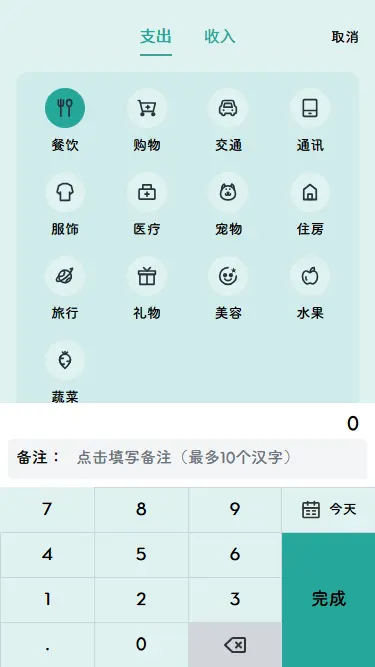 支出 收入 取消
餐饮 购物 交通 通讯
服饰 医疗 宠物 住房
旅行 礼物 美容 水果
蔬菜
0
备注： 点击填写备注（最多10个汉字）
7 8 9 今天
4 5 6
1 2 3 完成
. 0